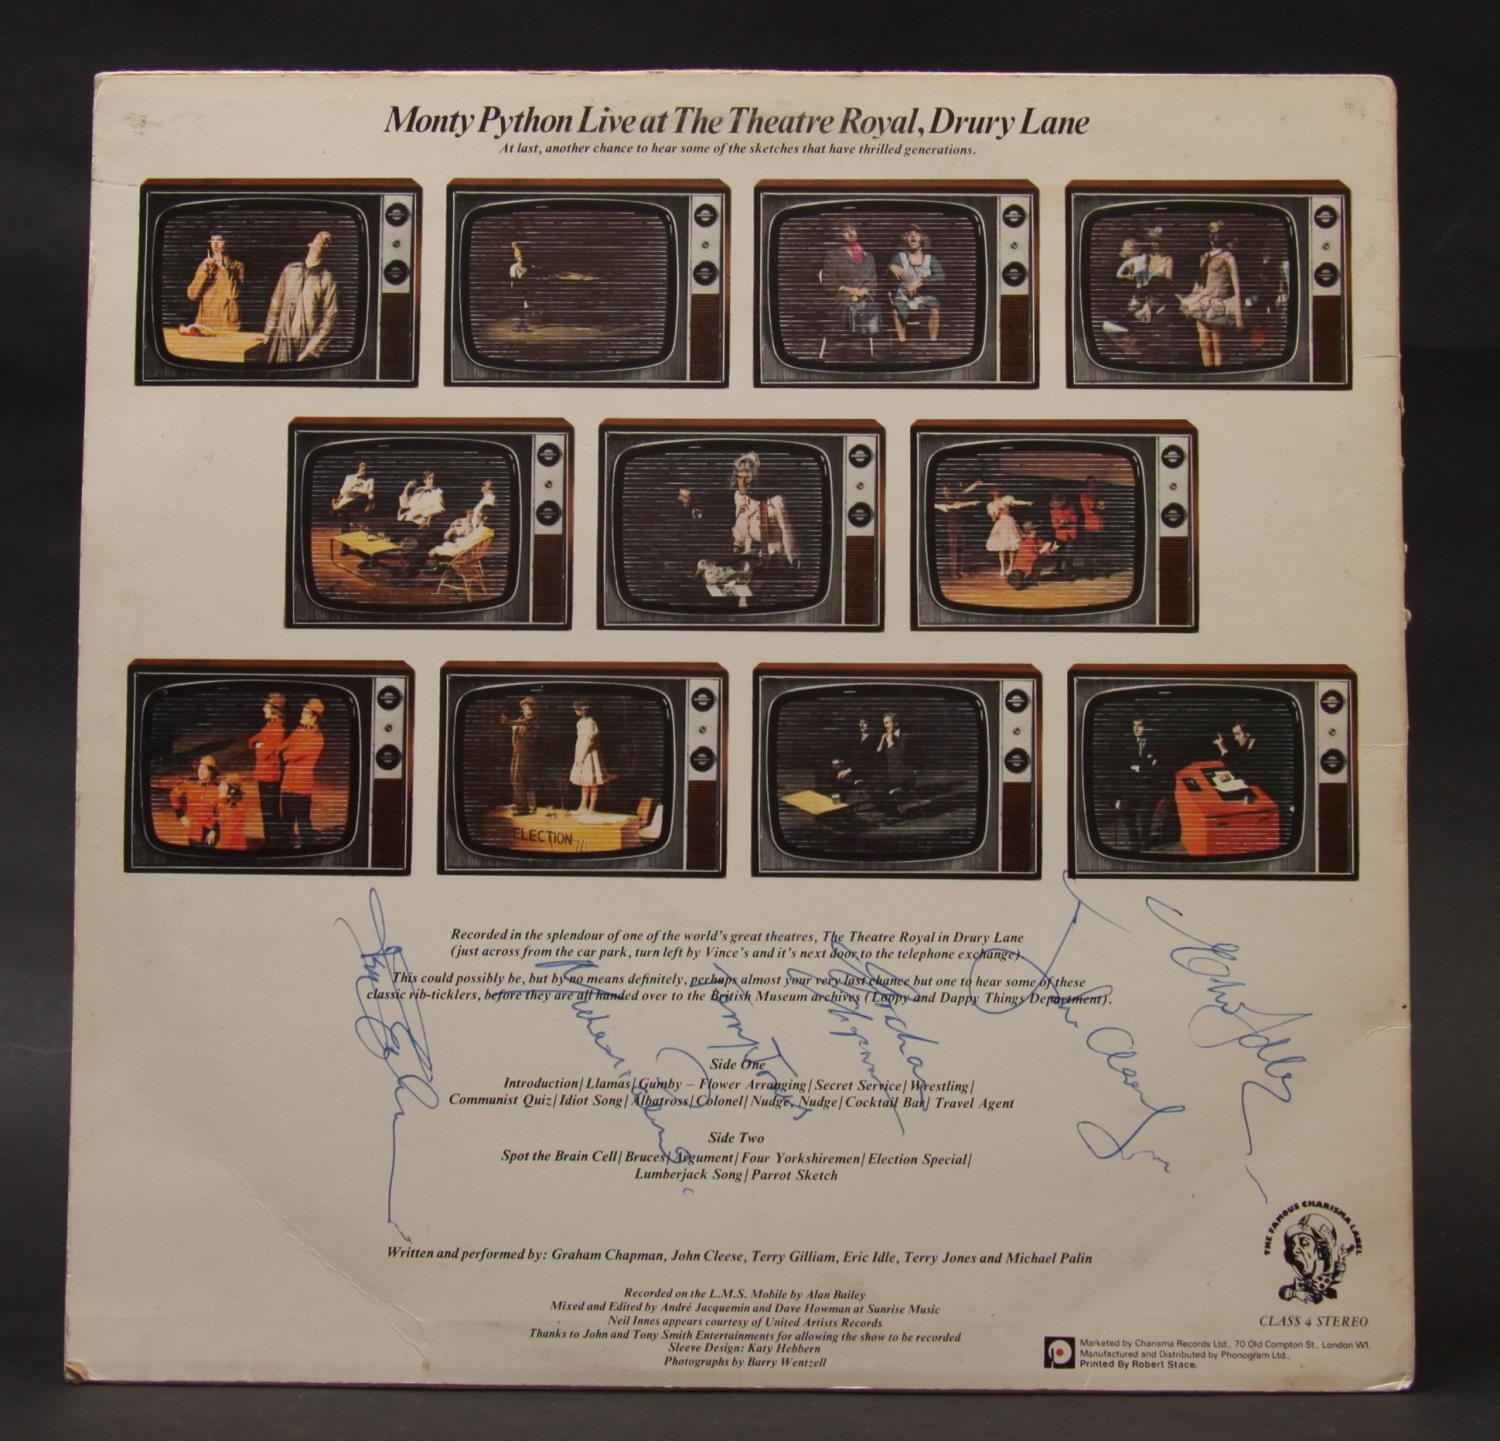 Monty Python Live at The Theatre Royal, Drury Lane
At last, another chance to hear some of the sketches that have thrilled generations.
ELECTION
Recorded in the splendour of one of the world's great theatres, The Theatre Royal in Drury Lane
(just across from the car park, turn left by Vince's and it's next door to the telephone exchange)
This could possibly be, but by no means definitely, perhaps almost your very last chance but one to hear some of these
classic rib-ticklers, before they are all handed over to the British Museum archives (Loopy and Dappy Things Department).
Michael Palin
Terry Jones
Graham Chapman
John Cleese
Eric Idle
Side One
Introduction| Llamas| Gumby – Flower Arranging| Secret Service| Wrestling|
Communist Quiz| Idiot Song| Albatross| Colonel| Nudge, Nudge| Cocktail Bar| Travel Agent
Side Two
Spot the Brain Cell| Bruces| Argument| Four Yorkshiremen| Election Special|
Lumberjack Song| Parrot Sketch
Written and performed by: Graham Chapman, John Cleese, Terry Gilliam, Eric Idle, Terry Jones and Michael Palin
THE FAMOUS CHARISMA LABEL
Recorded on the L.M.S. Mobile by Alan Bailey
Mixed and Edited by André Jacquemin and Dave Howman at Sunrise Music
Neil Innes appears courtesy of United Artists Records
Thanks to John and Tony Smith Entertainments for allowing the show to be recorded
Sleeve Design: Katy Hebbern
Photographs by Barry Wentzell
CLASS 4 STEREO
Marketed by Charisma Records Ltd., 70 Old Compton St., London W1.
Manufactured and Distributed by Phonogram Ltd.,
Printed By Robert Stace.